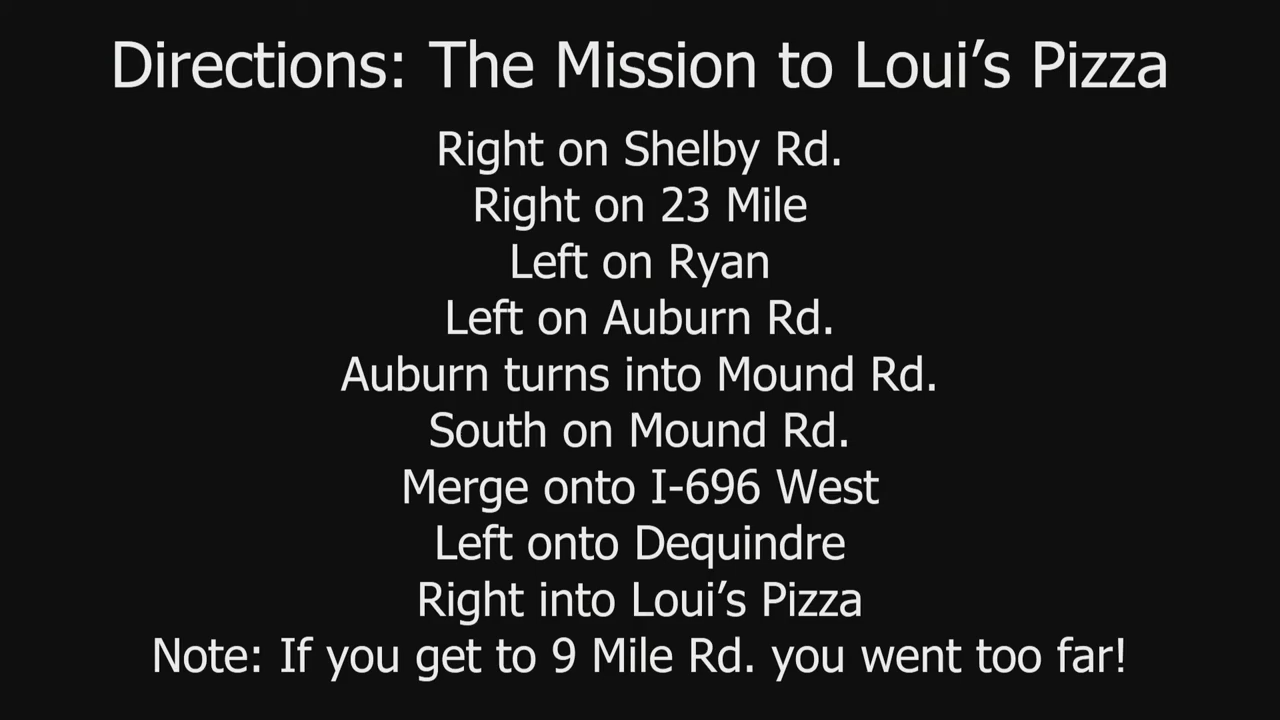 Directions: The Mission to Loui’s Pizza
Right on Shelby Rd.
Right on 23 Mile
Left on Ryan
Left on Auburn Rd.
Auburn turns into Mound Rd.
South on Mound Rd.
Merge onto I-696 West
Left onto Dequindre
Right into Loui’s Pizza
Note: If you get to 9 Mile Rd. you went too far!